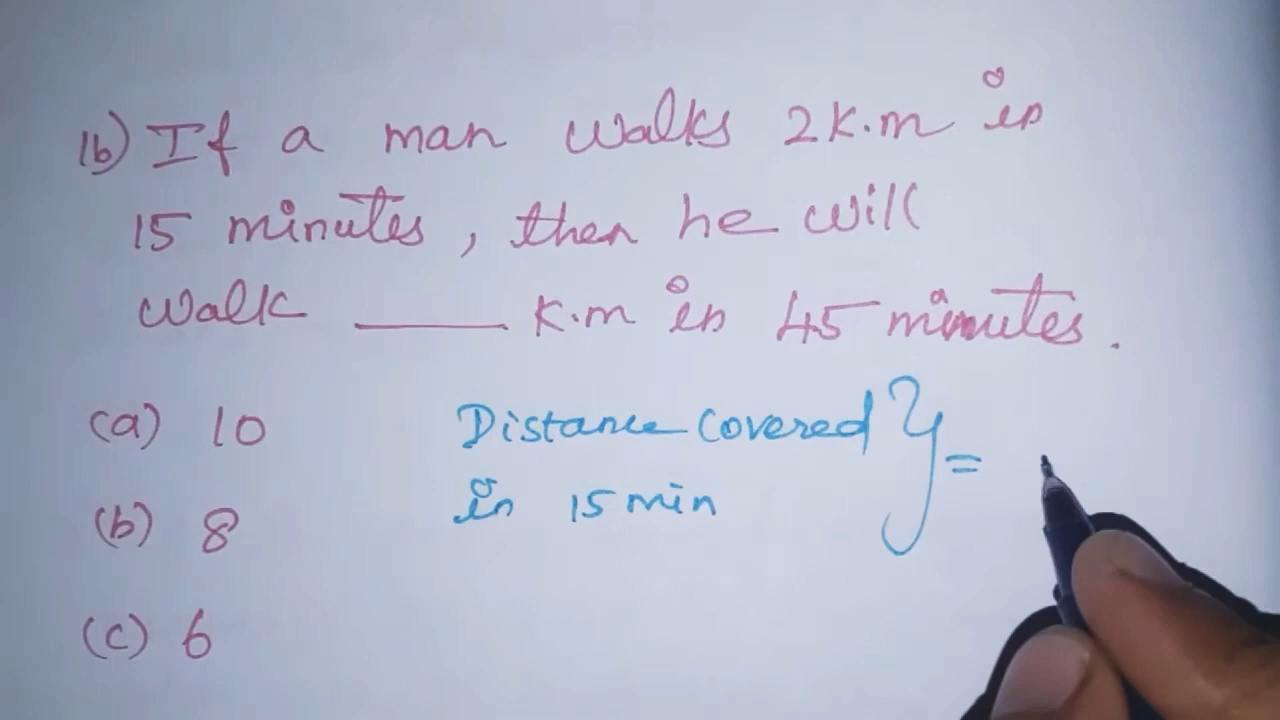 16) If a man walks 2 K.m in
15 minutes, then he will
walk ____ K.m in 45 minutes.
(a) 10
(b) 8
(c) 6
Distance covered } =
in 15 min